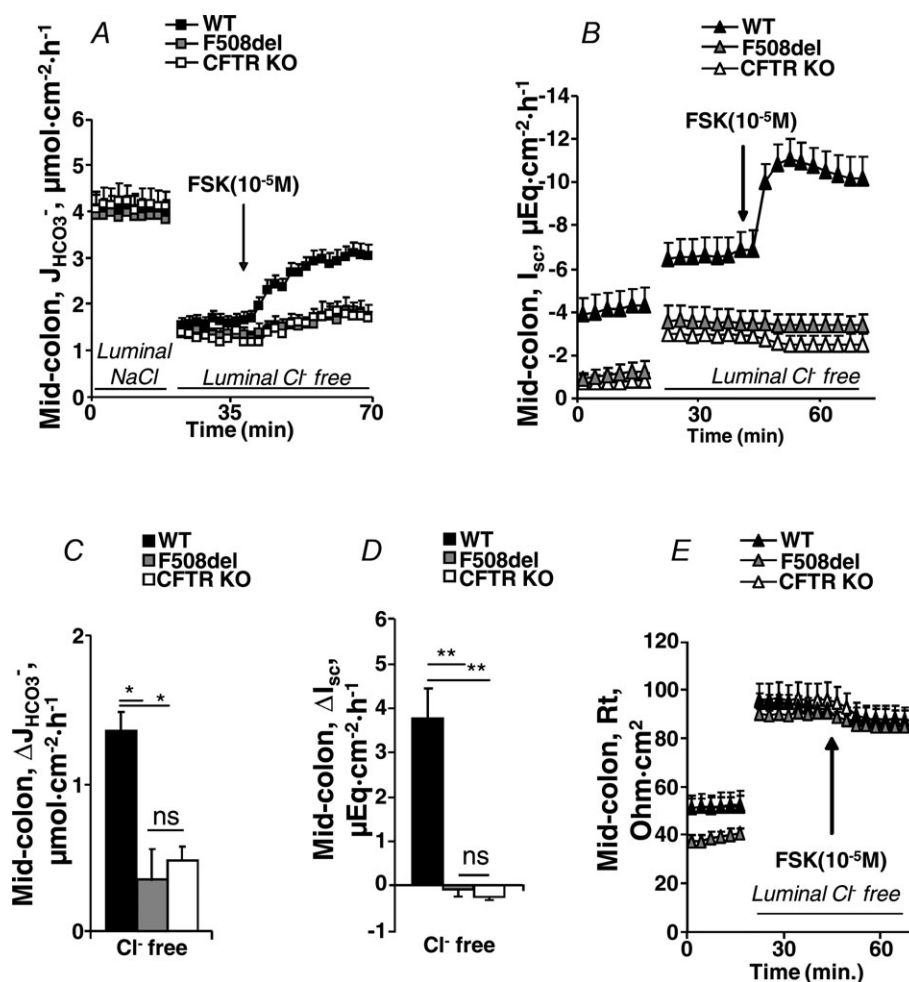 A
WT
F508del
CFTR KO
Mid-colon, J_HCO3^-, µmol·cm^-2·h^-1
6
5
4
3
2
1
0
FSK(10^-5M)
Luminal
NaCl
Luminal Cl^- free
0
35
70
Time (min)
B
WT
F508del
CFTR KO
Mid-colon, I_sc, µEq·cm^-2·h^-1
-14
-12
-10
-8
-6
-4
-2
0
FSK(10^-5M)
Luminal Cl^- free
0
30
60
Time (min)
C
WT
F508del
CFTR KO
Mid-colon, ΔJ_HCO3^-,
µmol·cm^-2·h^-1
2
1
0
*
*
ns
Cl^- free
D
WT
F508del
CFTR KO
Mid-colon, ΔI_sc,
µEq·cm^-2·h^-1
6
5
4
3
2
1
0
-1
**
**
ns
Cl^- free
E
WT
F508del
CFTR KO
Mid-colon, Rt,
Ohm·cm^2
120
100
80
60
40
20
0
FSK(10^-5M)
Luminal Cl^- free
0
30
60
Time (min.)